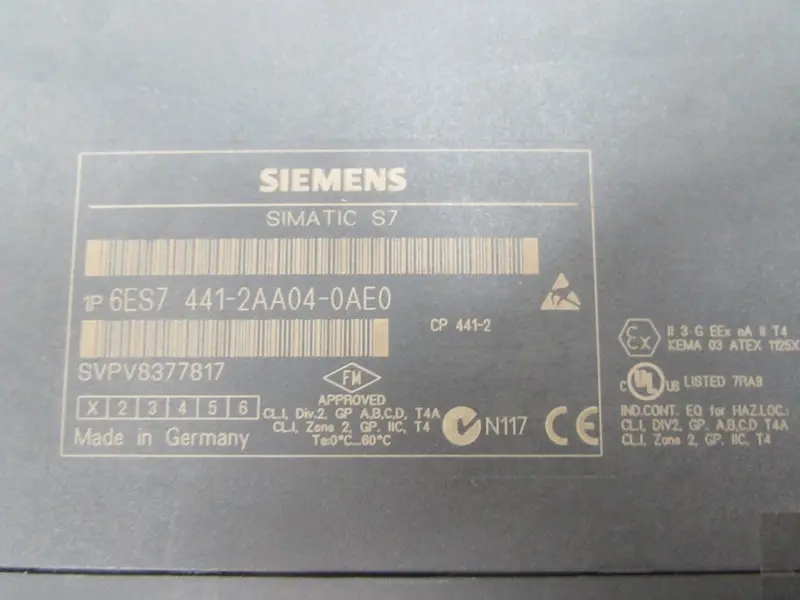 SIEMENS
SIMATIC S7
1P 6ES7 441-2AA04-0AE0
CP 441-2
SVPV8377817
FM
APPROVED
X 2 3 4 5 6
CL.I, Div.2, GP A,B,C,D, T4A
CL.I, Zone 2, GP. IIC, T4
Ta:0°C...60°C
Made in Germany
N117
CE
Ex
II 3 G EEx nA II T4
KEMA 03 ATEX 1125X
c UL US LISTED 7RA9
IND.CONT. EQ for HAZ.LOC.:
CL.I, DIV.2, GP. A,B,C,D T4A
CL.I, Zone 2, GP. IIC, T4